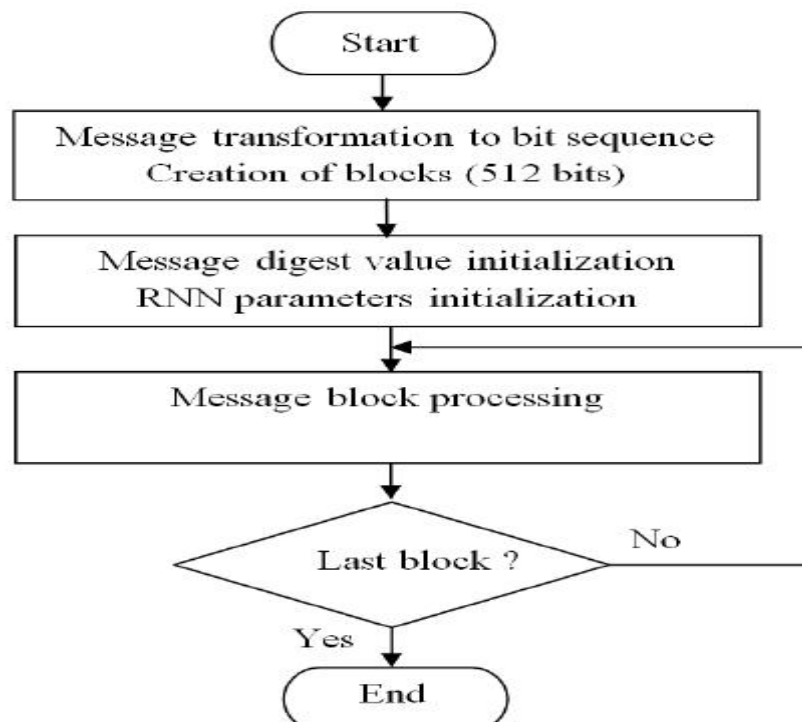 Start
Message transformation to bit sequence
Creation of blocks (512 bits)
Message digest value initialization
RNN parameters initialization
Message block processing
Last block ?
No
Yes
End